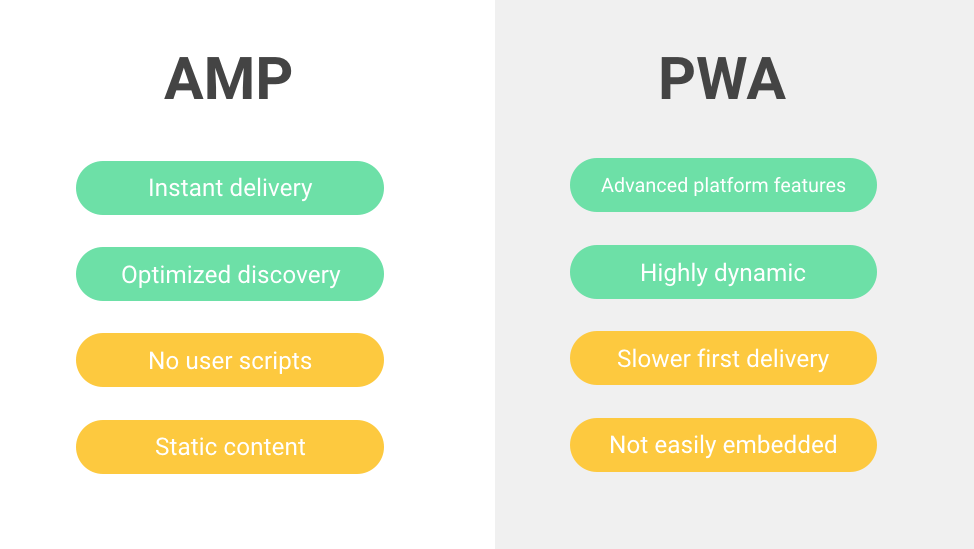 AMP
Instant delivery
Optimized discovery
No user scripts
Static content
PWA
Advanced platform features
Highly dynamic
Slower first delivery
Not easily embedded